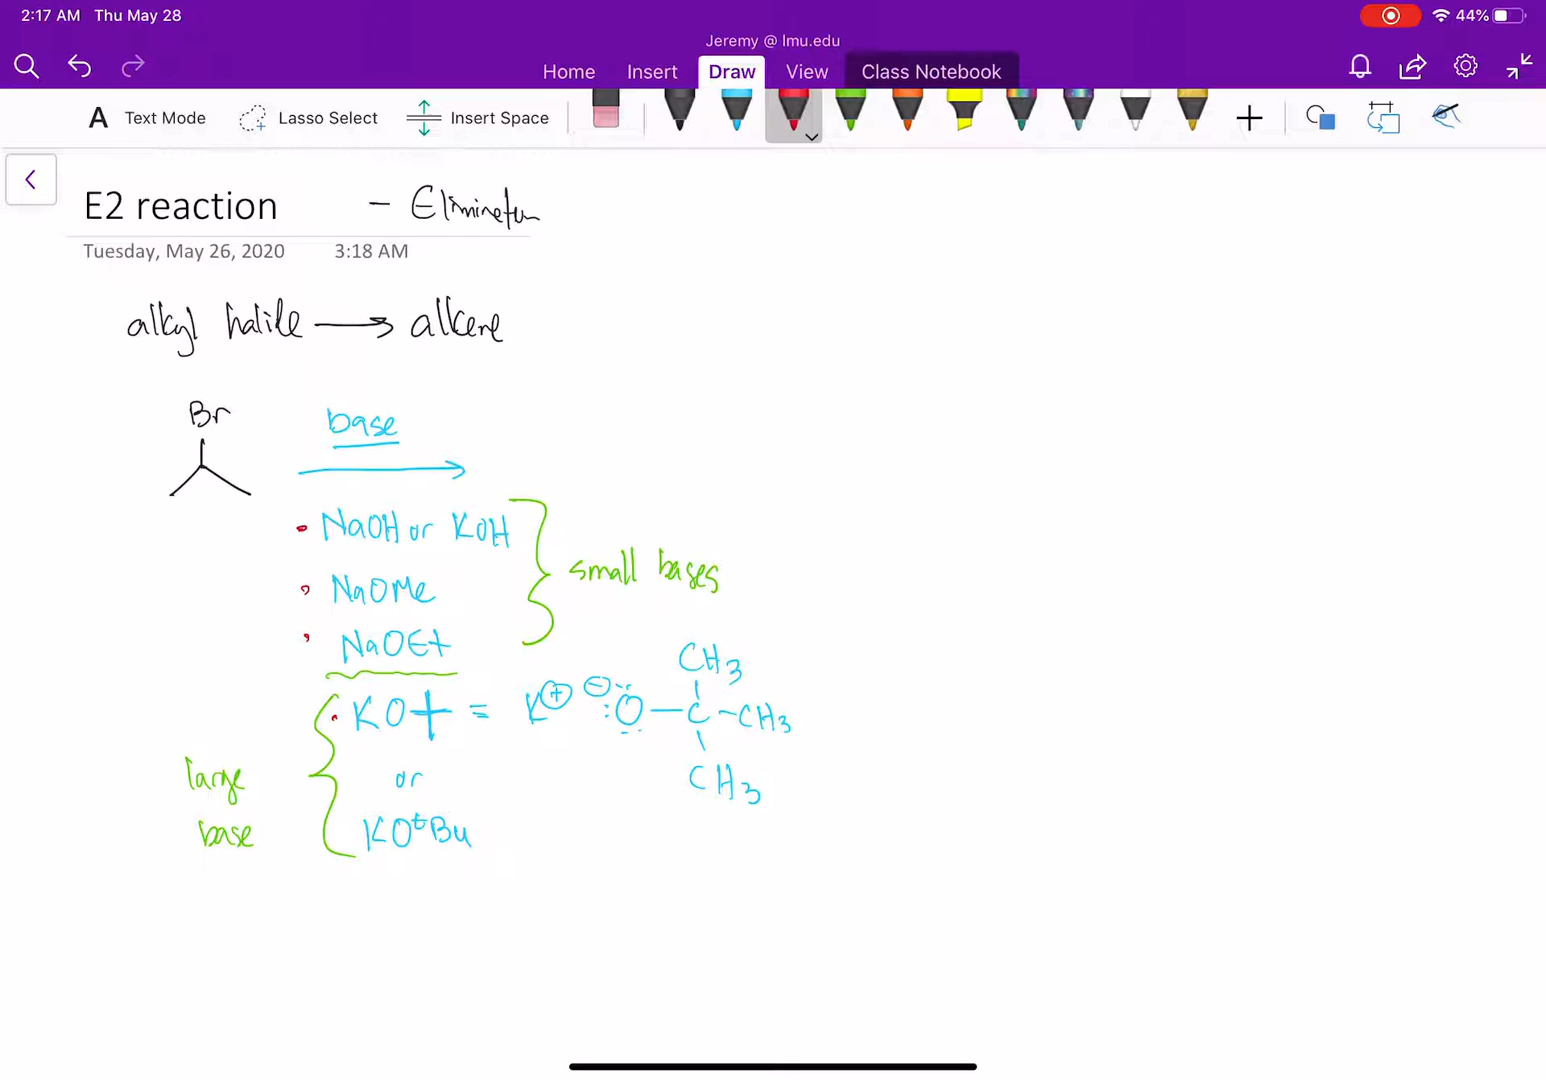 2:17 AM Thu May 28
44%
Jeremy @ lmu.edu
Home Insert Draw View Class Notebook
A Text Mode Lasso Select Insert Space
E2 reaction - Elimination
Tuesday, May 26, 2020 3:18 AM
alkyl halide → alkene
Br
base
NaOH or KOH
small bases
• NaOMe
• NaOEt
CH3
• KO+ = K⊕ ⊖:O—C—CH3
CH3
large
base
or
KOtBu